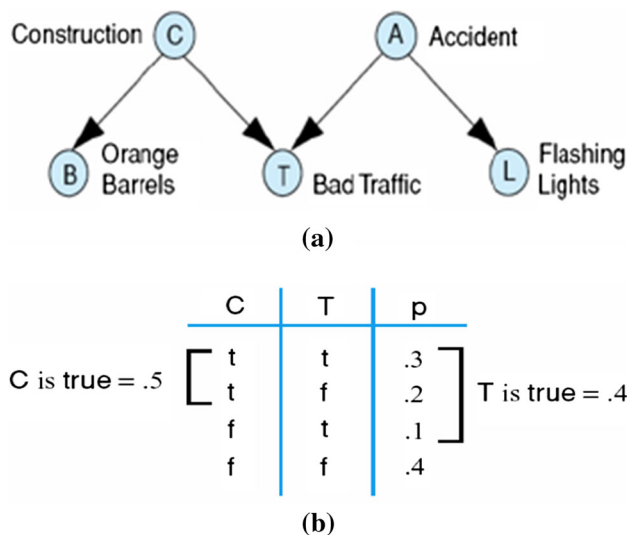 Construction C A Accident
B Orange Barrels T Bad Traffic L Flashing Lights
(a)
C T p
t t .3
C is true = .5 t f .2 T is true = .4
f t .1
f f .4
(b)